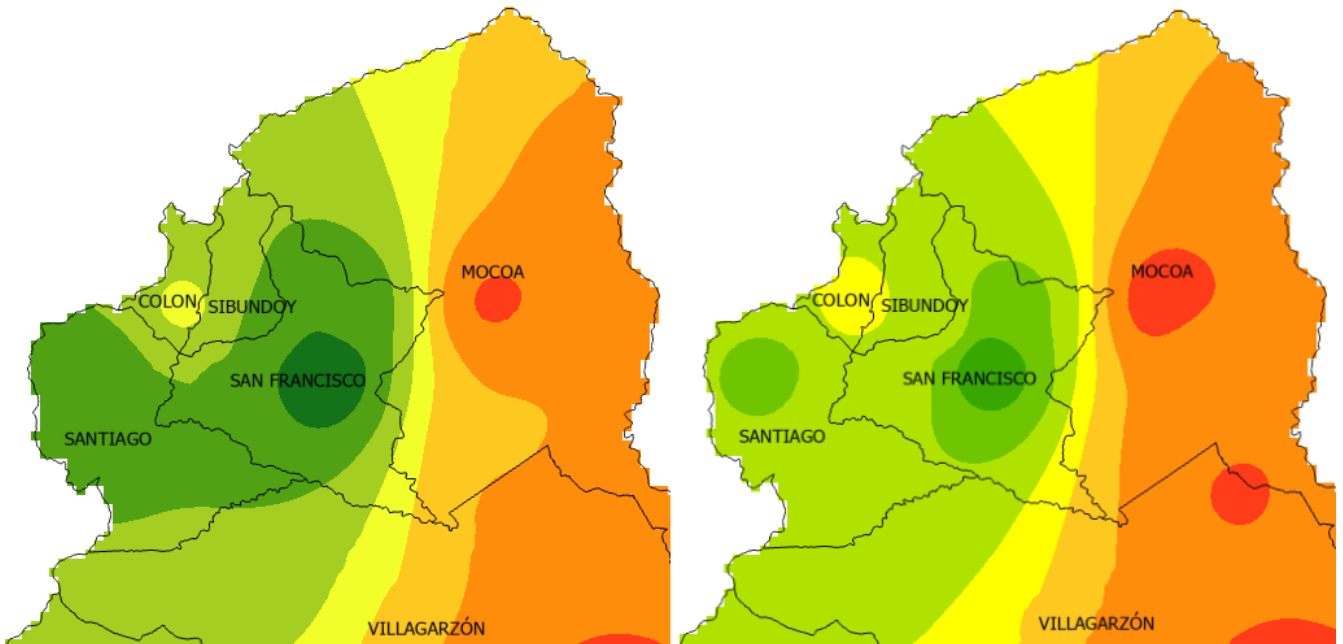 MOCOA
COLON
SIBUNDOY
SAN FRANCISCO
SANTIAGO
VILLAGARZÓN
MOCOA
COLON
SIBUNDOY
SAN FRANCISCO
SANTIAGO
VILLAGARZÓN